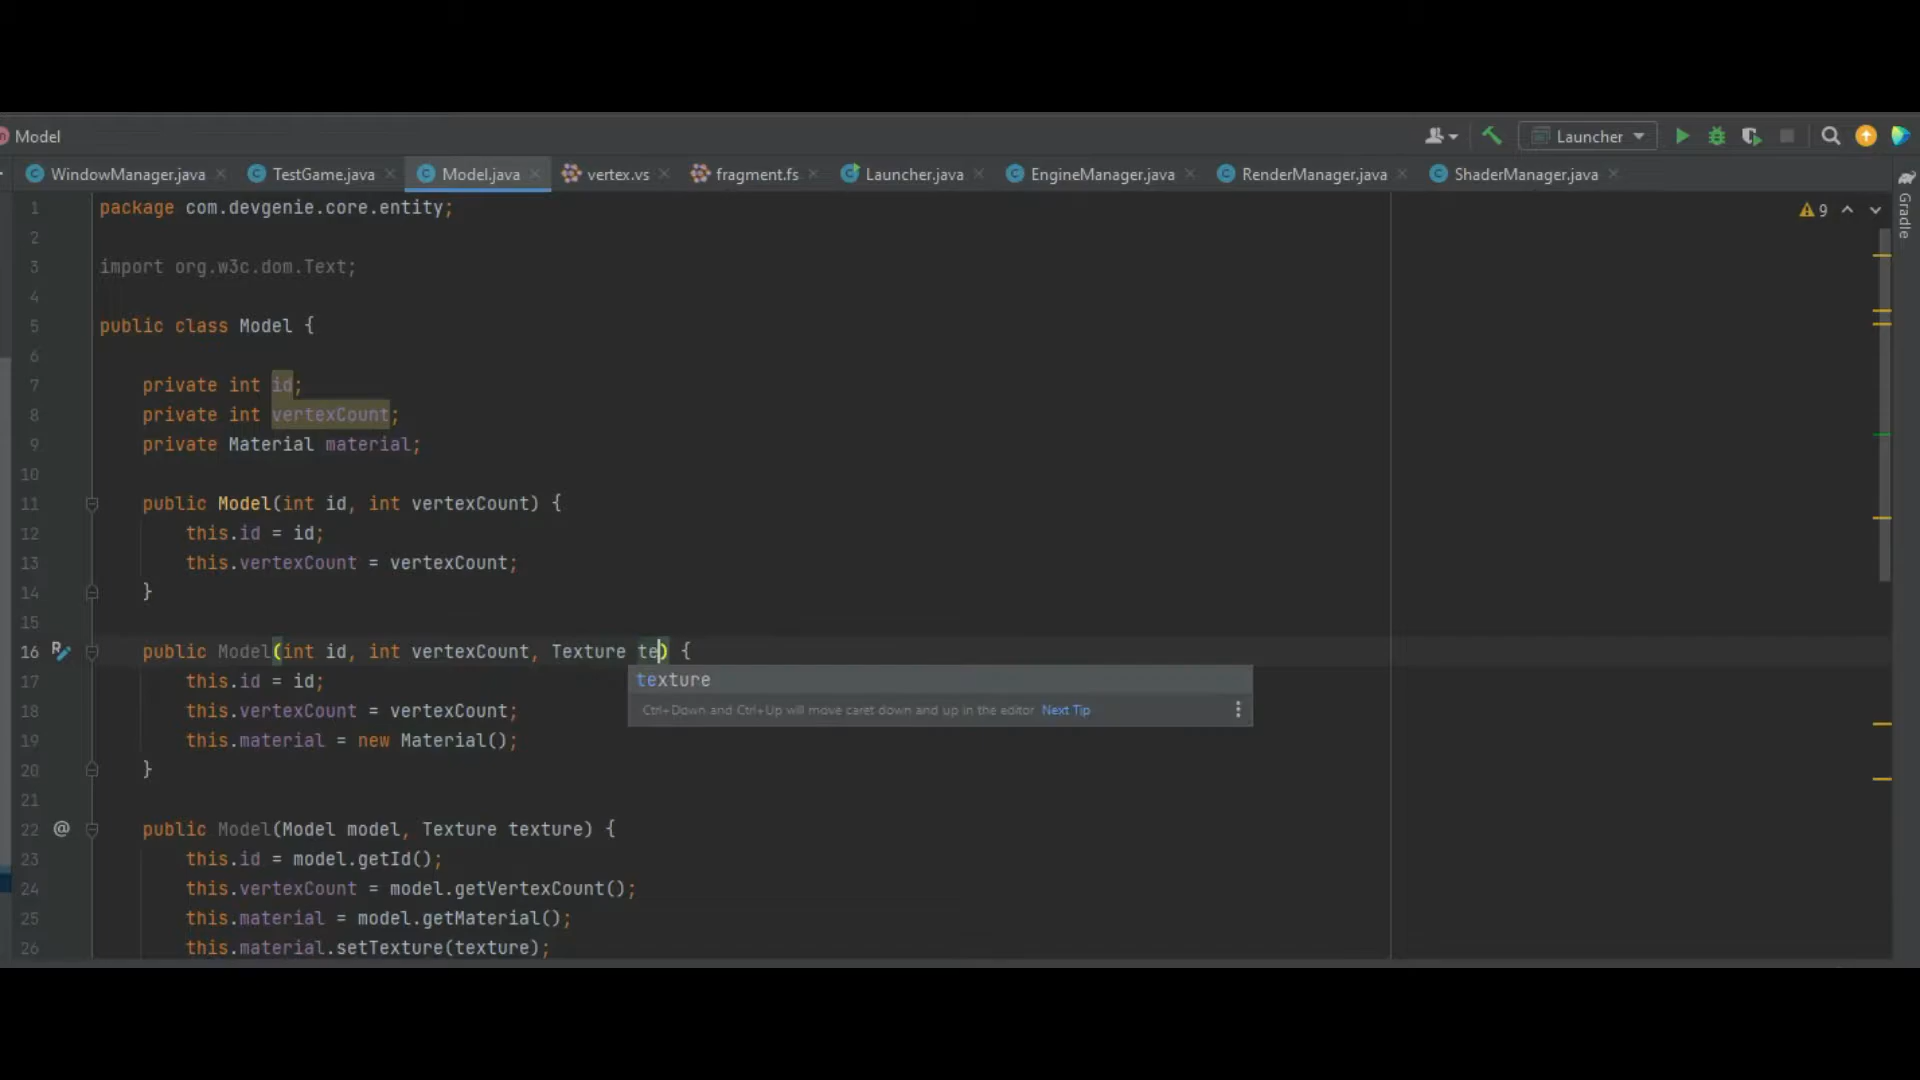 Model
Launcher
WindowManager.java
TestGame.java
Model.java
vertex.vs
fragment.fs
Launcher.java
EngineManager.java
RenderManager.java
ShaderManager.java
Gradle
9
1 package com.devgenie.core.entity;
2
3 import org.w3c.dom.Text;
4
5 public class Model {
6
7 private int id;
8 private int vertexCount;
9 private Material material;
10
11 public Model(int id, int vertexCount) {
12 this.id = id;
13 this.vertexCount = vertexCount;
14 }
15
16 public Model(int id, int vertexCount, Texture te) {
texture
17 this.id = id;
Ctrl+Down and Ctrl+Up will move caret down and up in the editor Next Tip
18 this.vertexCount = vertexCount;
19 this.material = new Material();
20 }
21
22 @ public Model(Model model, Texture texture) {
23 this.id = model.getId();
24 this.vertexCount = model.getVertexCount();
25 this.material = model.getMaterial();
26 this.material.setTexture(texture);